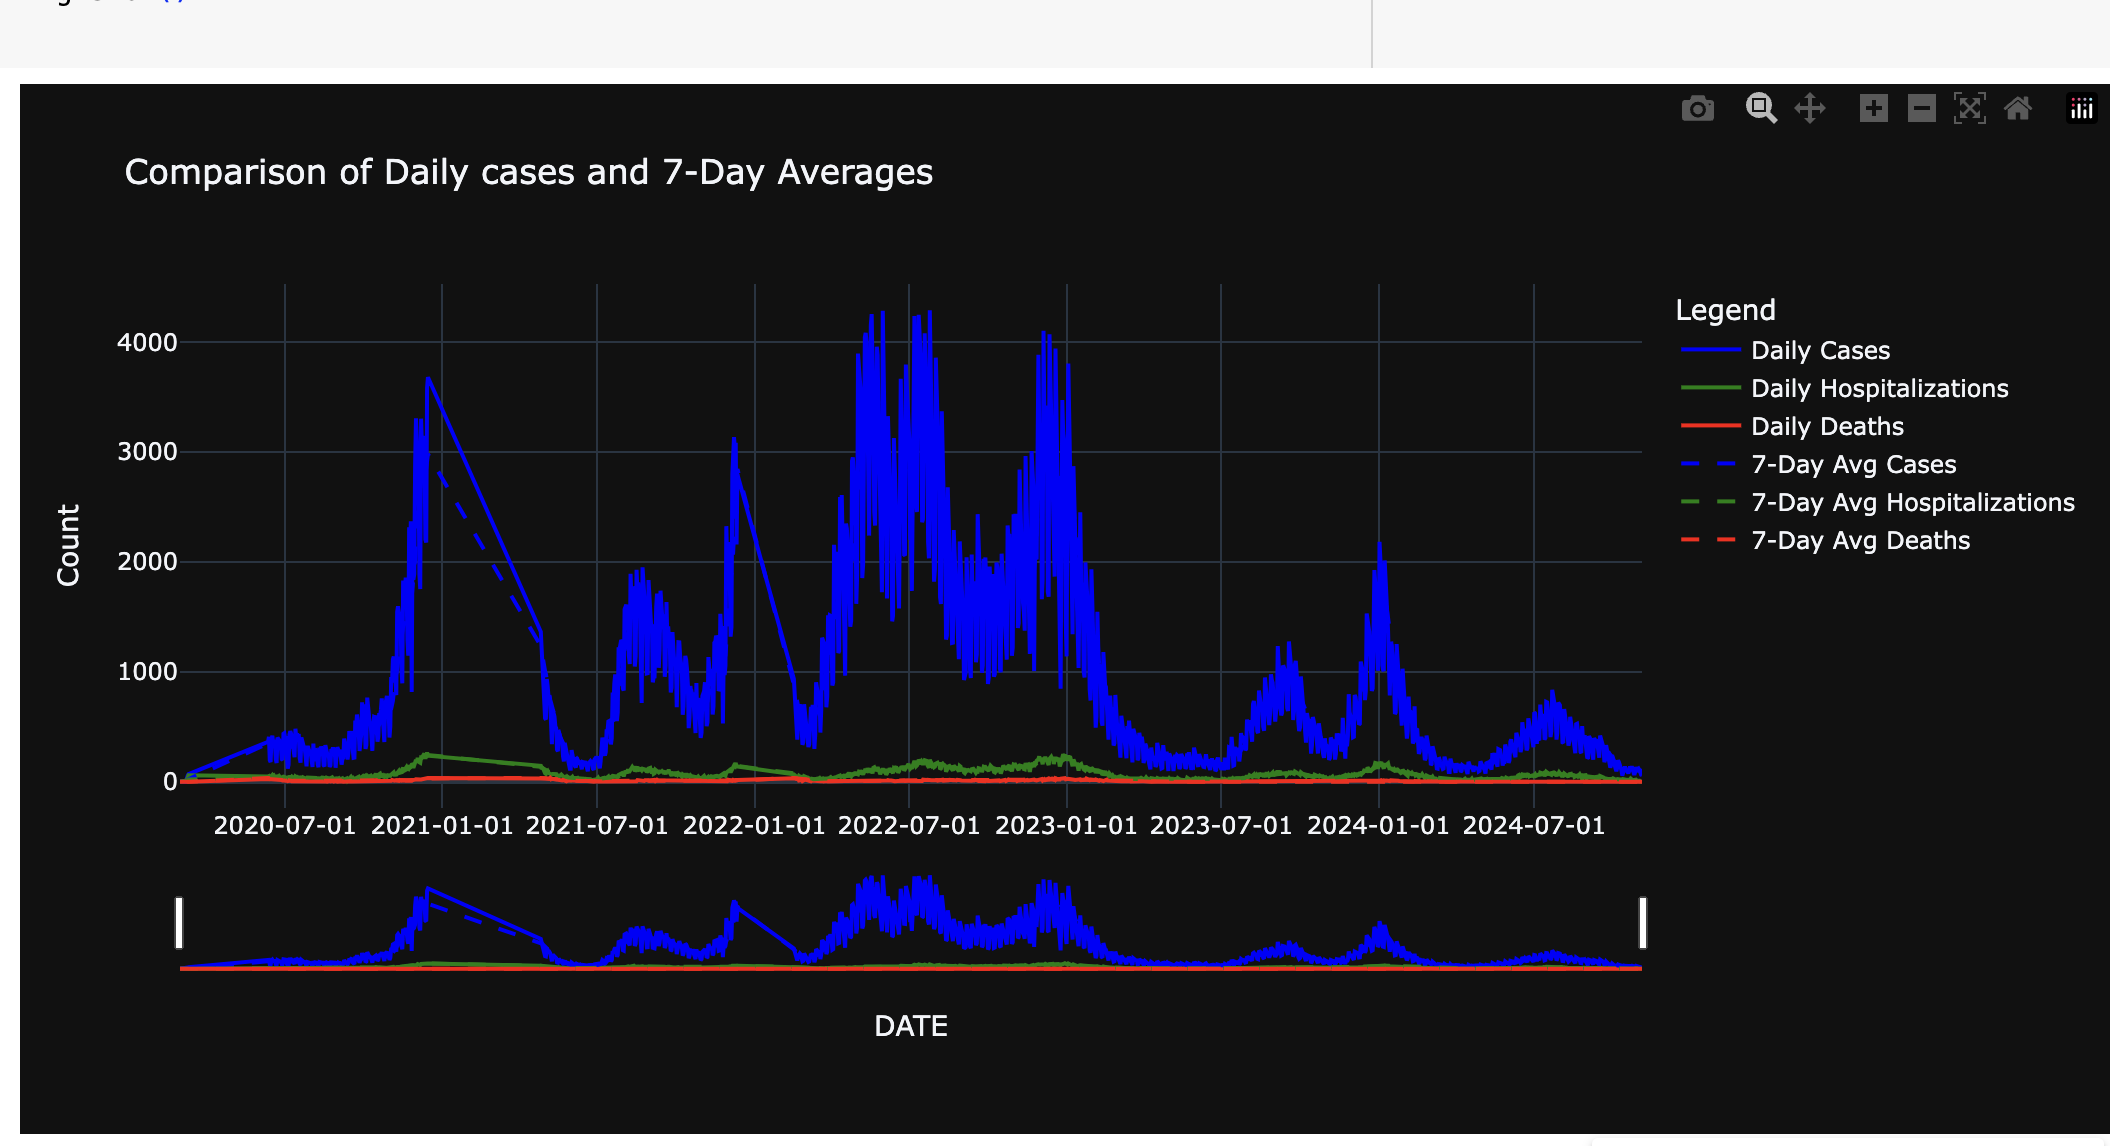 Comparison of Daily cases and 7-Day Averages
Count
4000
3000
2000
1000
0
2020-07-01 2021-01-01 2021-07-01 2022-01-01 2022-07-01 2023-01-01 2023-07-01 2024-01-01 2024-07-01
DATE
Legend
Daily Cases
Daily Hospitalizations
Daily Deaths
7-Day Avg Cases
7-Day Avg Hospitalizations
7-Day Avg Deaths